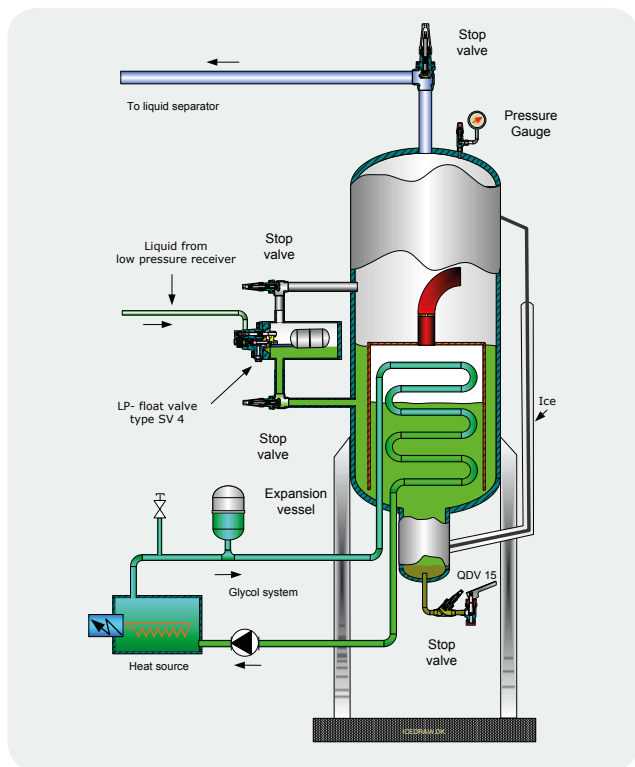 Stop
valve
To liquid separator
Pressure
Gauge
Liquid from
low pressure receiver
Stop
valve
LP- float valve
type SV 4
Ice
Stop
valve
Expansion
vessel
QDV 15
Glycol system
Stop
valve
Heat source
ICEDRAW.DK